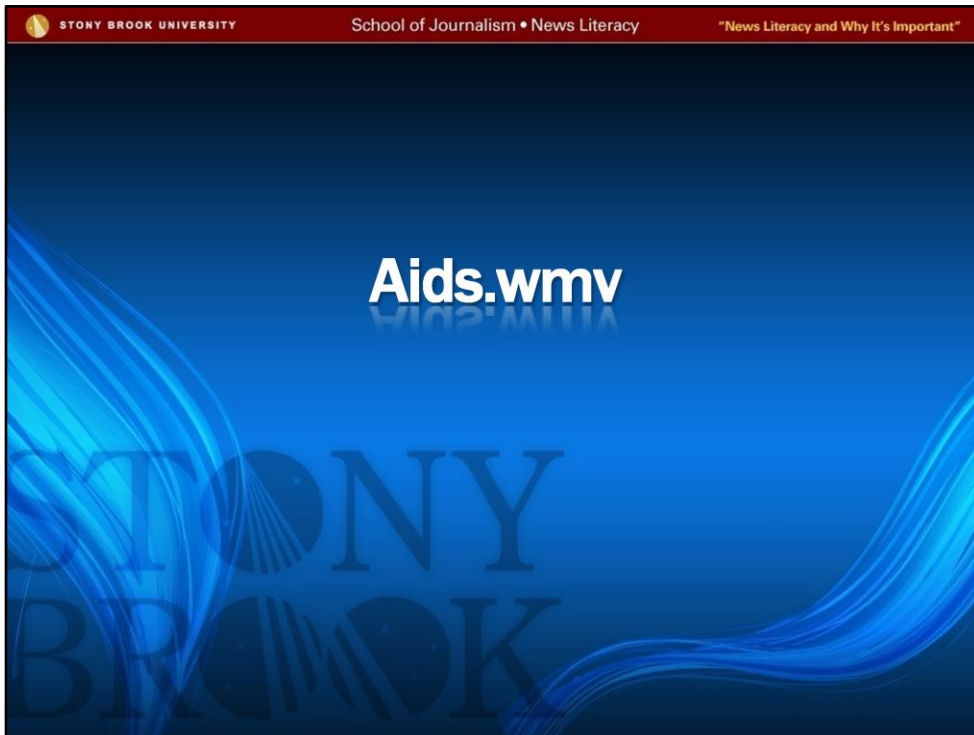 STONY BROOK UNIVERSITY
School of Journalism • News Literacy
"News Literacy and Why It's Important"
Aids.wmv
STONY
BROOK